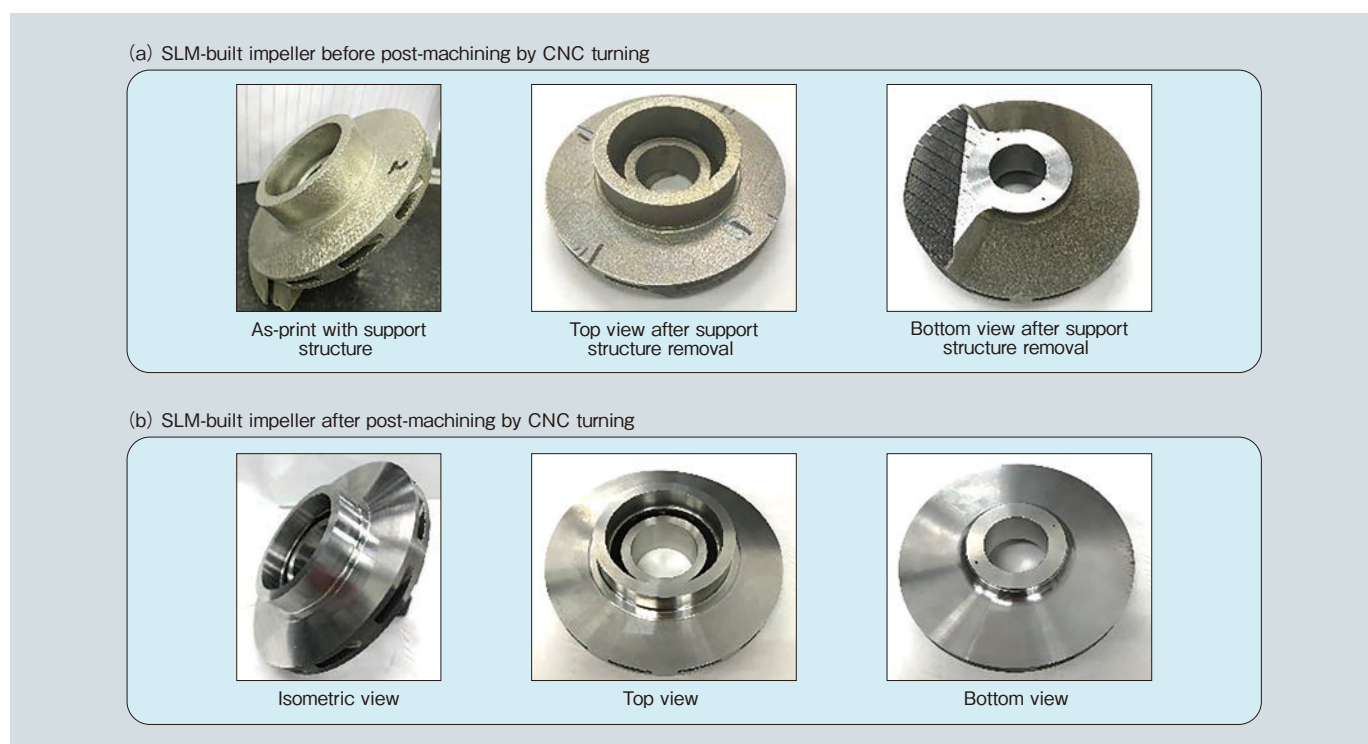 (a) SLM-built impeller before post-machining by CNC turning
As-print with support
structure
Top view after support
structure removal
Bottom view after support
structure removal
(b) SLM-built impeller after post-machining by CNC turning
Isometric view
Top view
Bottom view